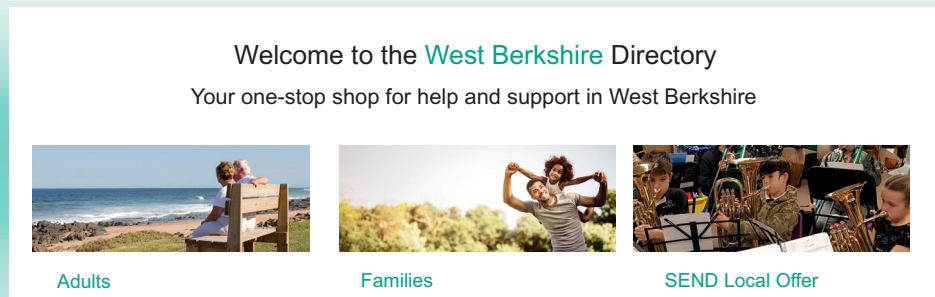 Welcome to the West Berkshire Directory
Your one-stop shop for help and support in West Berkshire
Adults
Families
SEND Local Offer